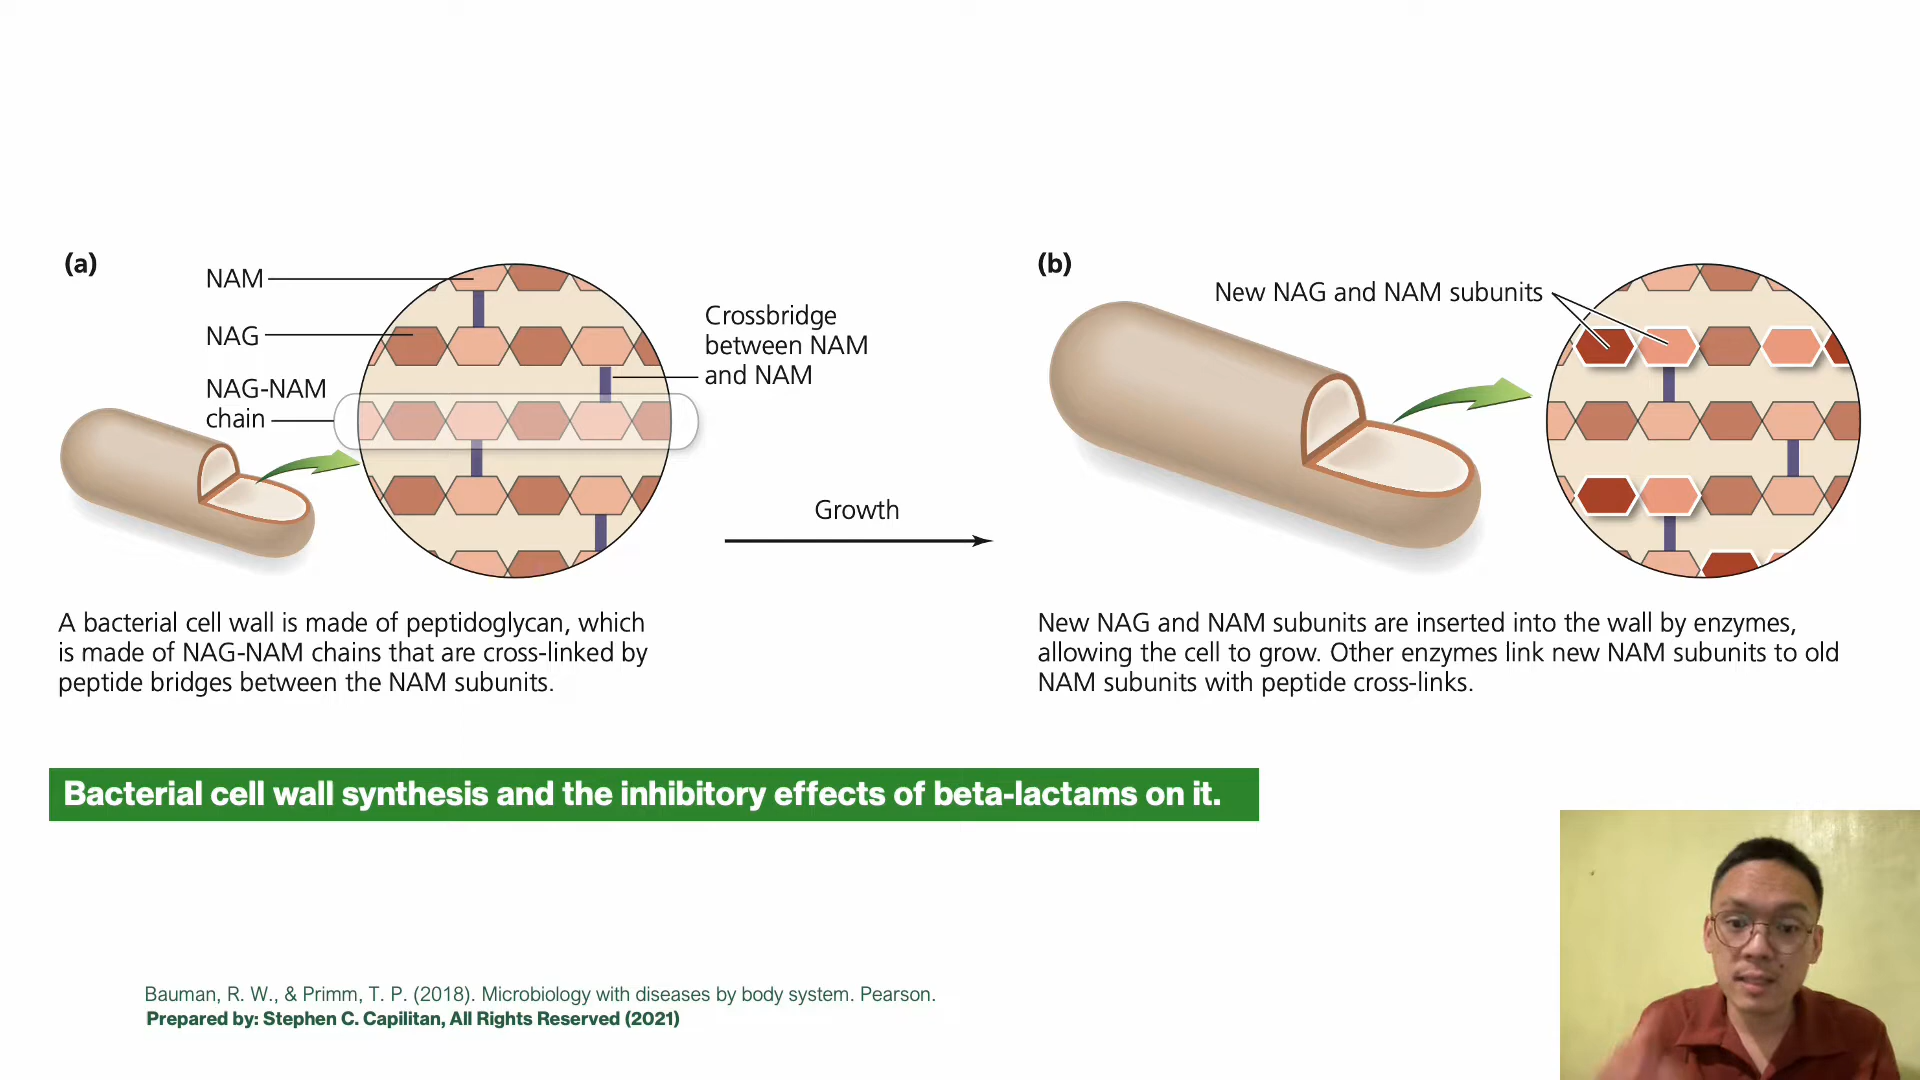 (a)
NAM
NAG
NAG-NAM
chain
Crossbridge
between NAM
and NAM
A bacterial cell wall is made of peptidoglycan, which
is made of NAG-NAM chains that are cross-linked by
peptide bridges between the NAM subunits.
Growth
(b)
New NAG and NAM subunits
New NAG and NAM subunits are inserted into the wall by enzymes,
allowing the cell to grow. Other enzymes link new NAM subunits to old
NAM subunits with peptide cross-links.
Bacterial cell wall synthesis and the inhibitory effects of beta-lactams on it.
Bauman, R. W., & Primm, T. P. (2018). Microbiology with diseases by body system. Pearson.
Prepared by: Stephen C. Capilitan, All Rights Reserved (2021)